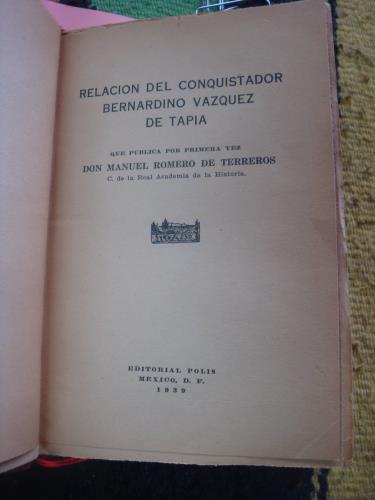 RELACION DEL CONQUISTADOR
BERNARDINO VAZQUEZ
DE TAPIA
QUE PUBLICA POR PRIMERA VEZ
DON MANUEL ROMERO DE TERREROS
C. de la Real Academia de la Historia.
EDITORIAL POLIS
MEXICO, D. F.
1939